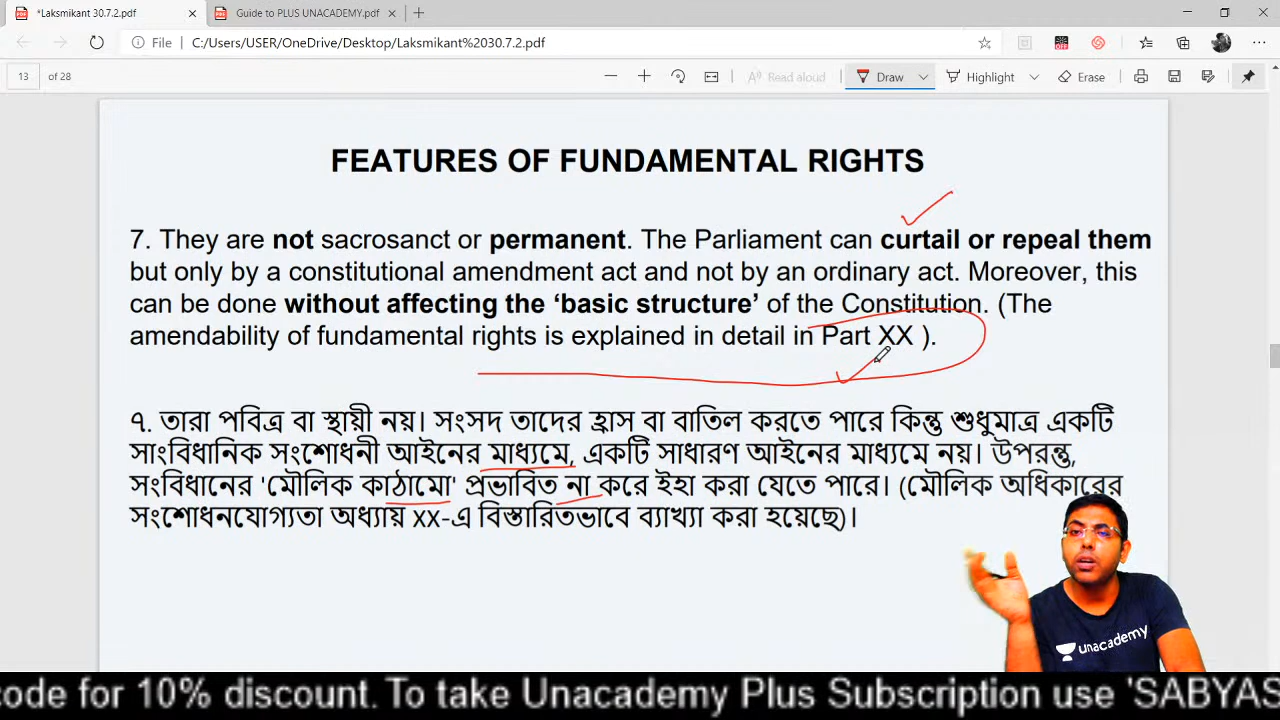 *Laksmikant 30.7.2.pdf
Guide to PLUS UNACADEMY.pdf
File C:/Users/USER/OneDrive/Desktop/Laksmikant%2030.7.2.pdf
13 of 28 Read aloud Draw Highlight Erase
FEATURES OF FUNDAMENTAL RIGHTS
7. They are not sacrosanct or permanent. The Parliament can curtail or repeal them
but only by a constitutional amendment act and not by an ordinary act. Moreover, this
can be done without affecting the ‘basic structure’ of the Constitution. (The
amendability of fundamental rights is explained in detail in Part XX ).
৭. তারা পবিত্র বা স্থায়ী নয়। সংসদ তাদের হ্রাস বা বাতিল করতে পারে কিন্তু শুধুমাত্র একটি
সাংবিধানিক সংশোধনী আইনের মাধ্যমে, একটি সাধারণ আইনের মাধ্যমে নয়। উপরন্তু,
সংবিধানের 'মৌলিক কাঠামো' প্রভাবিত না করে ইহা করা যেতে পারে। (মৌলিক অধিকারের
সংশোধনযোগ্যতা অধ্যায় XX-এ বিস্তারিতভাবে ব্যাখ্যা করা হয়েছে)।
unacademy
code for 10% discount. To take Unacademy Plus Subscription use 'SABYAS